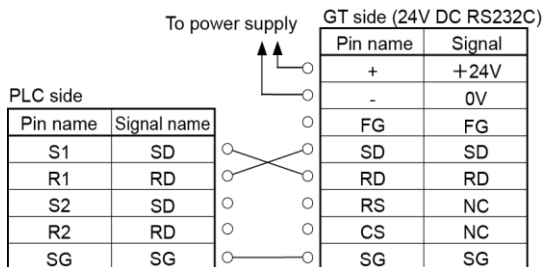 To power supply
GT side (24V DC RS232C)
Pin name Signal
+ +24V
- 0V
FG FG
SD SD
RD RD
RS NC
CS NC
SG SG
PLC side
Pin name Signal name
S1 SD
R1 RD
S2 SD
R2 RD
SG SG